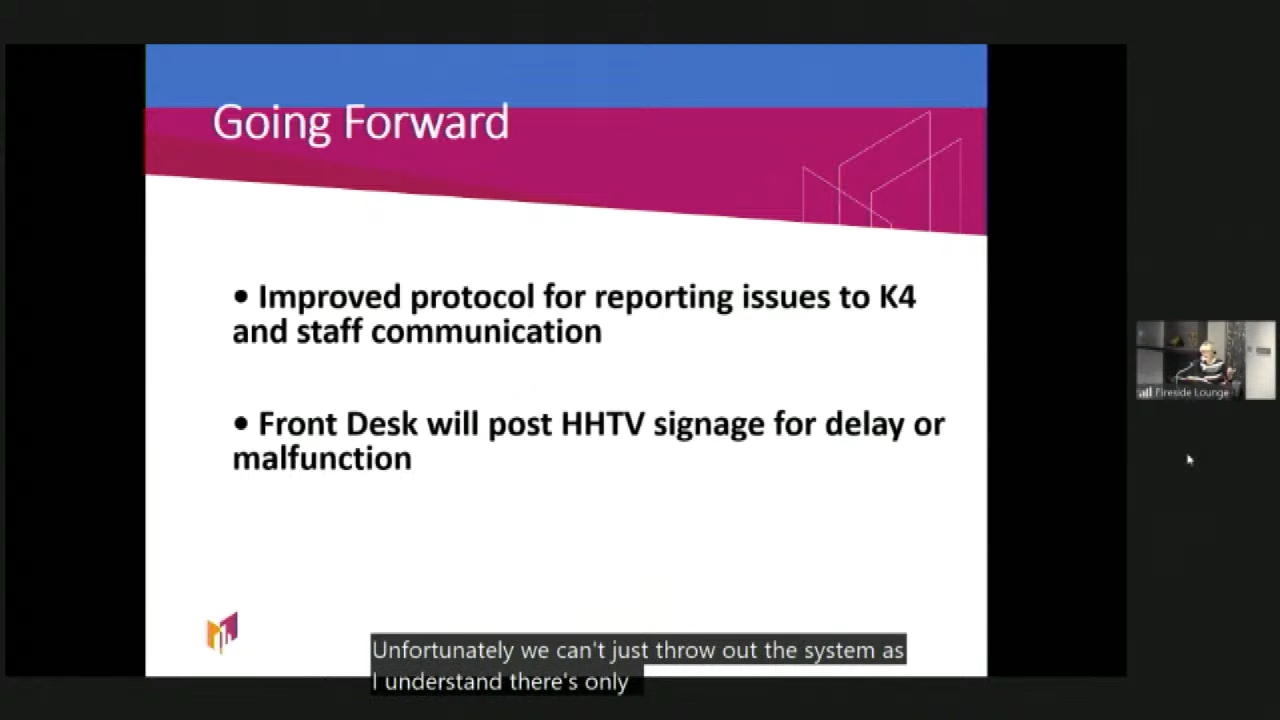 Going Forward
• Improved protocol for reporting issues to K4
and staff communication
• Front Desk will post HHTV signage for delay or
malfunction
Fireside Lounge
Unfortunately we can't just throw out the system as
I understand there's only